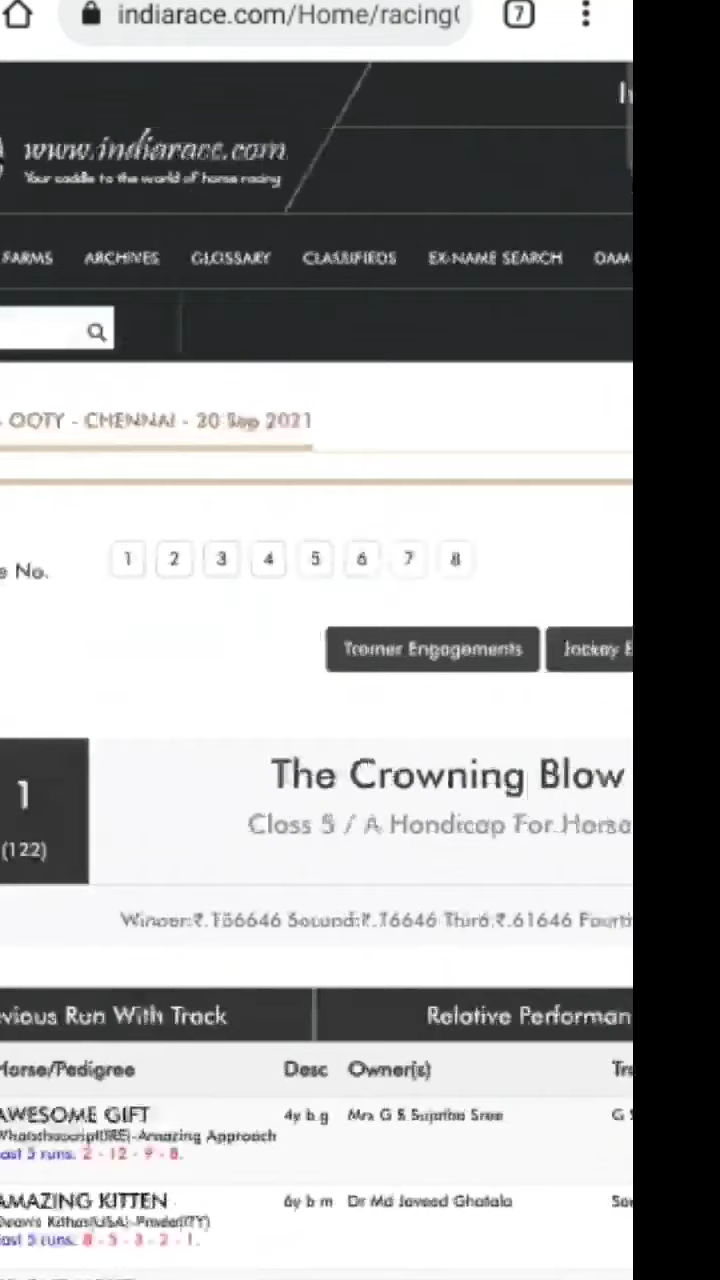 indiarace.com/Home/racing
7
www.indiarace.com
Your saddle to the world of horse racing
FARMS ARCHIVES GLOSSARY CLASSIFIEDS EX-NAME SEARCH DAM
- OOTY - CHENNAI - 20 Sep 2021
e No. 1 2 3 4 5 6 7 8
Trainer Engagements Jockey E
1 The Crowning Blow
Class 5 / A Handicap For Horse
(122)
Winner:₹.156646 Second:₹.76646 Third:₹.61646 Fourth
vious Run With Track Relative Performan
Horse/Pedigree Desc Owner(s) Tr
AWESOME GIFT 4y b g Mrs G S Sujatha Sree G S
-Amazing Approach
ast 5 runs. 2 - 12 - 9 - 8.
AMAZING KITTEN 6y b m Dr Md Javeed Ghatala
ast 5 runs. 8 - 5 - 3 - 2 - 1.